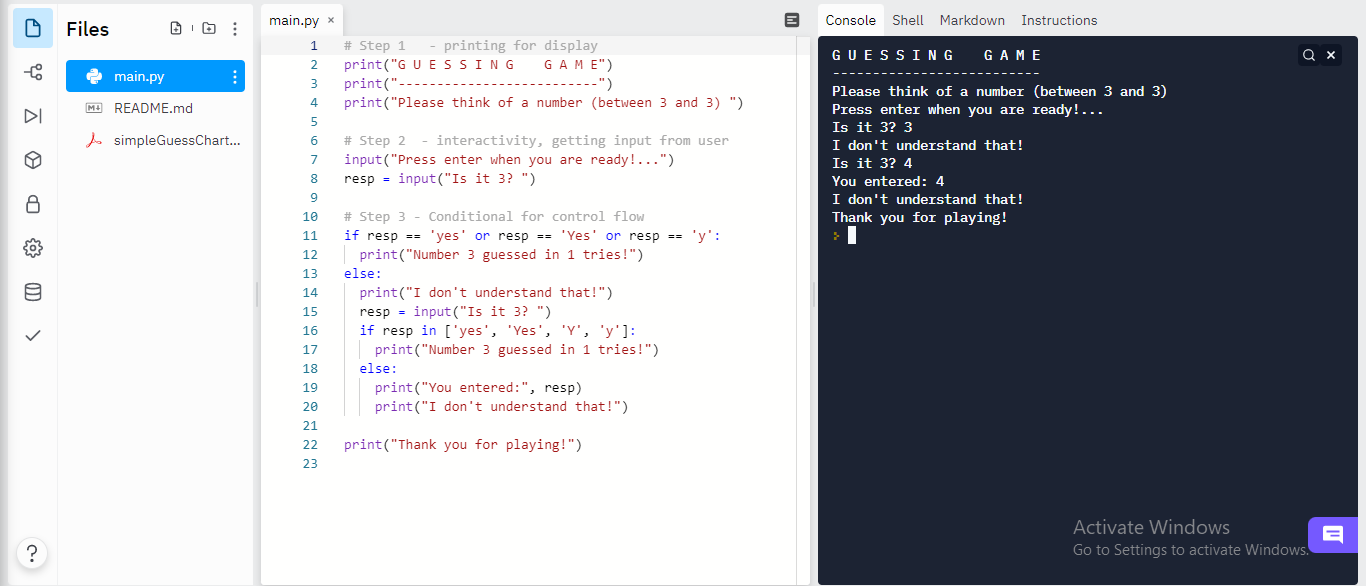 Files
main.py
README.md
simpleGuessChart...
main.py ×
1 # Step 1   - printing for display
2 print("G U E S S I N G    G A M E")
3 print("--------------------------")
4 print("Please think of a number (between 3 and 3) ")
5
6 # Step 2  - interactivity, getting input from user
7 input("Press enter when you are ready!...")
8 resp = input("Is it 3? ")
9
10 # Step 3 - Conditional for control flow
11 if resp == 'yes' or resp == 'Yes' or resp == 'y':
12   print("Number 3 guessed in 1 tries!")
13 else:
14   print("I don't understand that!")
15   resp = input("Is it 3? ")
16   if resp in ['yes', 'Yes', 'Y', 'y']:
17     print("Number 3 guessed in 1 tries!")
18   else:
19     print("You entered:", resp)
20     print("I don't understand that!")
21
22 print("Thank you for playing!")
23
Console Shell Markdown Instructions
G U E S S I N G    G A M E
--------------------------
Please think of a number (between 3 and 3)
Press enter when you are ready!...
Is it 3? 3
I don't understand that!
Is it 3? 4
You entered: 4
I don't understand that!
Thank you for playing!
Activate Windows
Go to Settings to activate Windows.